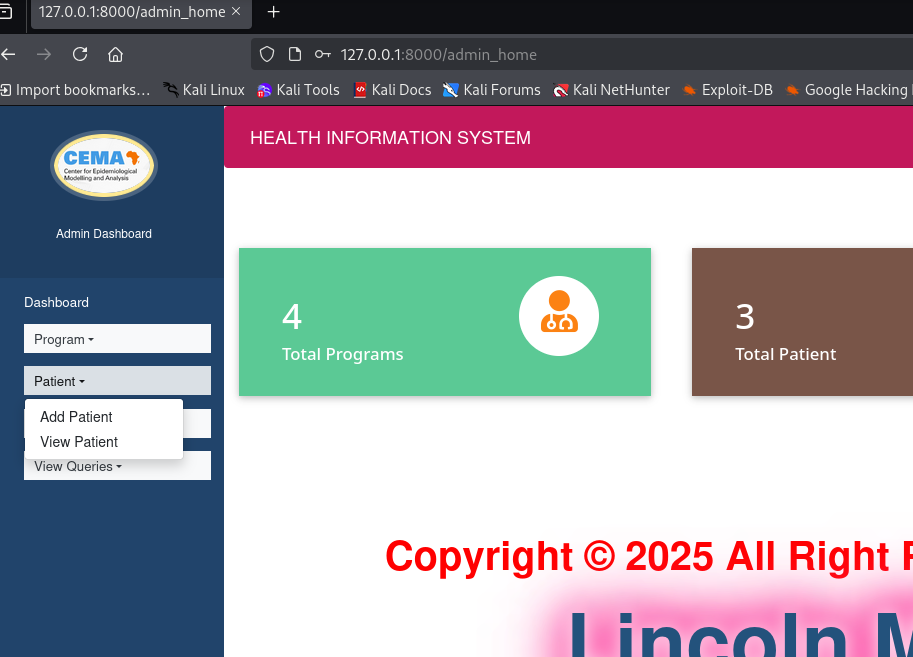 127.0.0.1:8000/admin_home
127.0.0.1:8000/admin_home
Import bookmarks… Kali Linux Kali Tools Kali Docs Kali Forums Kali NetHunter Exploit-DB Google Hacking
CEMA
Center for Epidemiological
Modelling and Analysis
Admin Dashboard
HEALTH INFORMATION SYSTEM
Dashboard
Program
Patient
Add Patient
View Patient
View Queries
4
Total Programs
3
Total Patient
Copyright © 2025 All Right
Lincoln